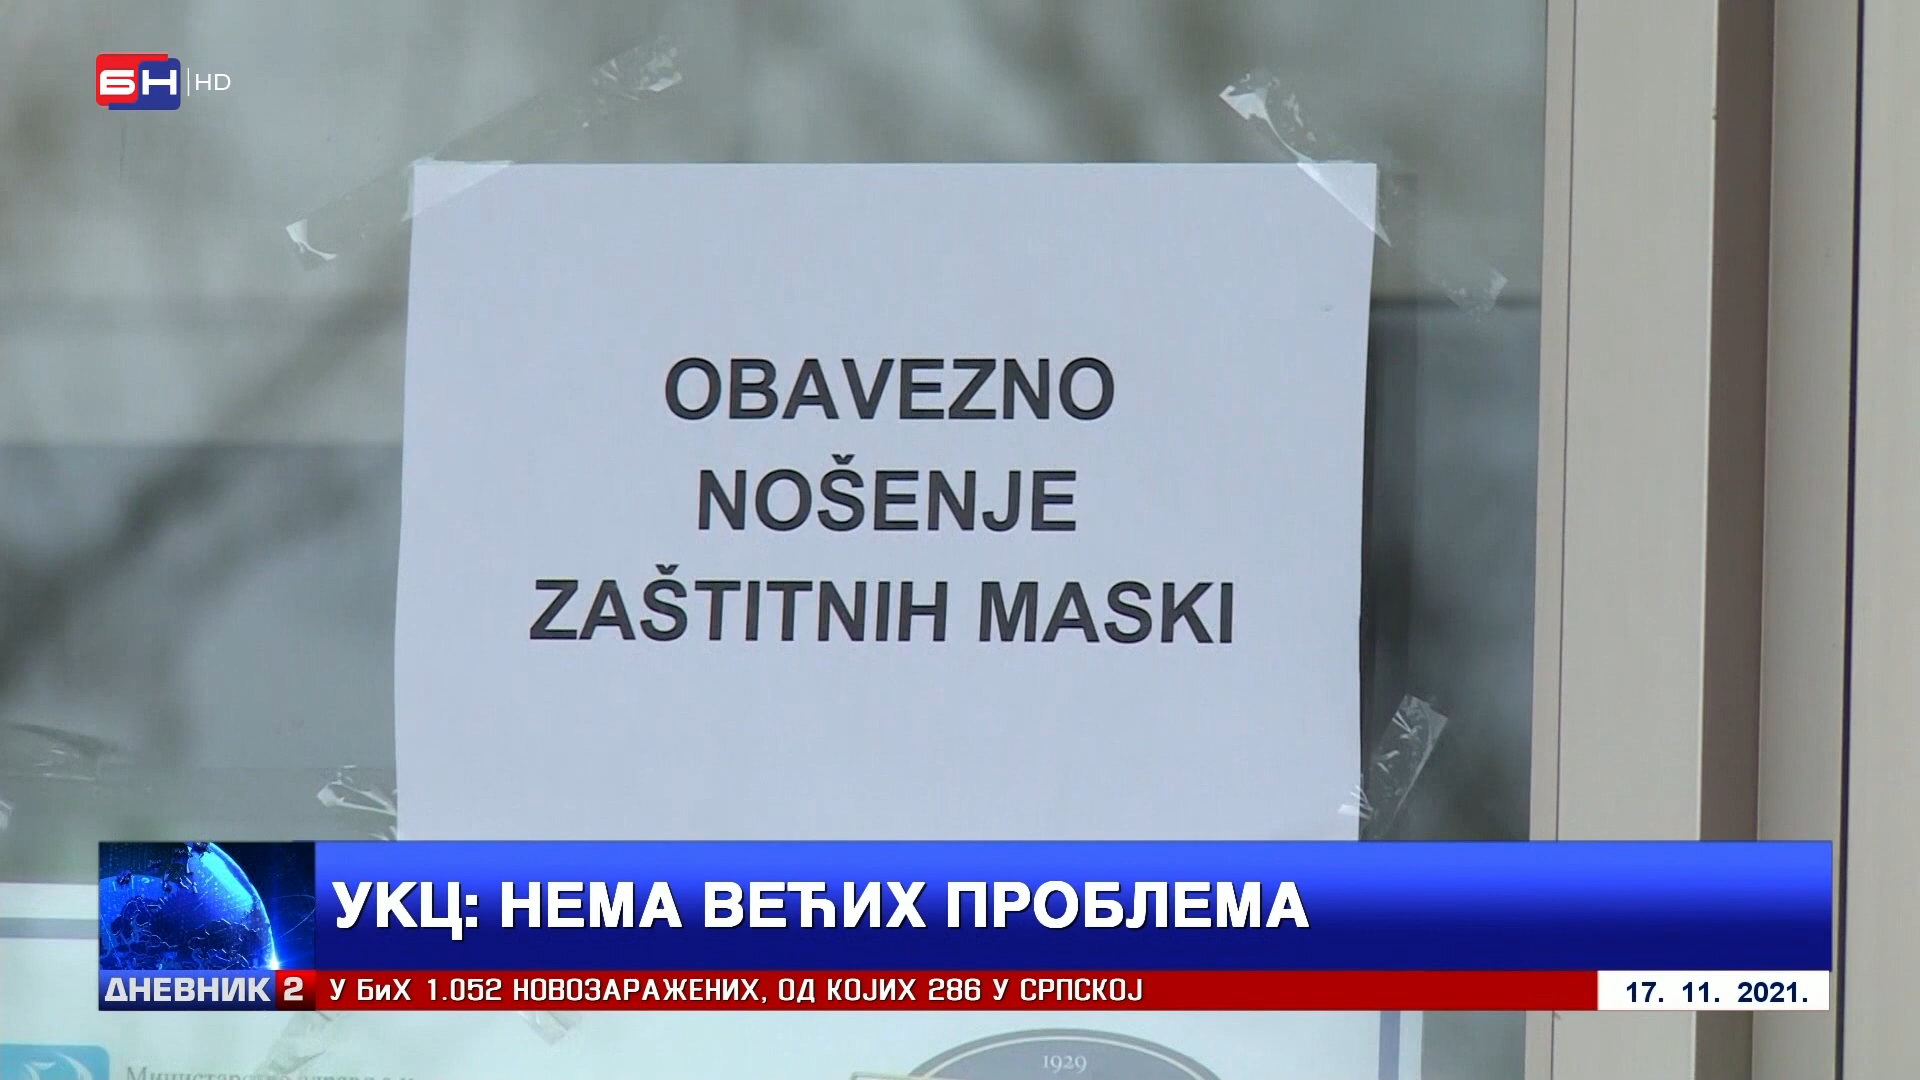 БН HD
OBAVEZNO
NOŠENJE
ZAŠTITNIH MASKI
УКЦ: НЕМА ВЕЋИХ ПРОБЛЕМА
ДНЕВНИК 2 У БиХ 1.052 НОВОЗАРАЖЕНИХ, ОД КОЈИХ 286 У СРПСКОЈ 17. 11. 2021.
1929